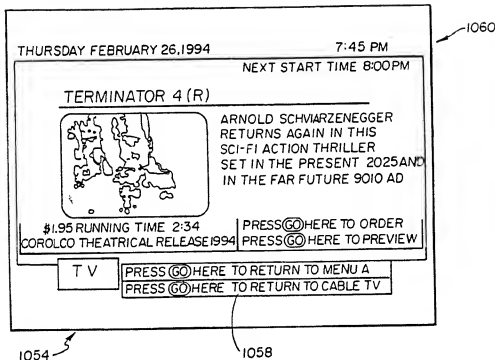 1060
THURSDAY FEBRUARY 26,1994 7:45 PM
NEXT START TIME 8:00PM
TERMINATOR 4 (R)
ARNOLD SCHVIARZENEGGER
RETURNS AGAIN IN THIS
SCI-FI ACTION THRILLER
SET IN THE PRESENT 2025AND
IN THE FAR FUTURE 9010 AD
$1.95 RUNNING TIME 2:34
COROLCO THEATRICAL RELEASE 1994
PRESS GO HERE TO ORDER
PRESS GO HERE TO PREVIEW
TV
PRESS GO HERE TO RETURN TO MENU A
PRESS GO HERE TO RETURN TO CABLE TV
1054
1058